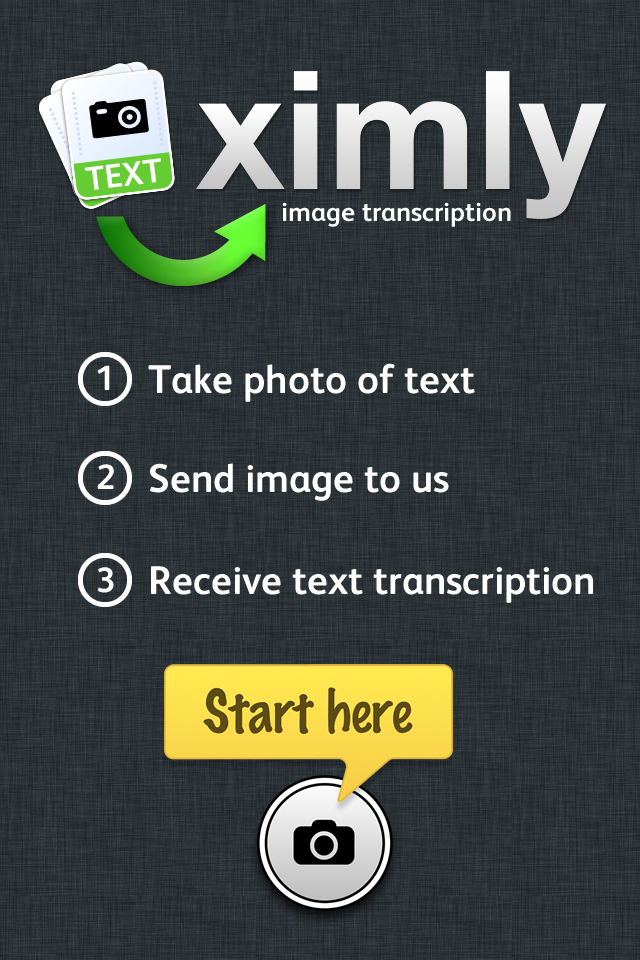 TEXT
ximly
image transcription
1 Take photo of text
2 Send image to us
3 Receive text transcription
Start here